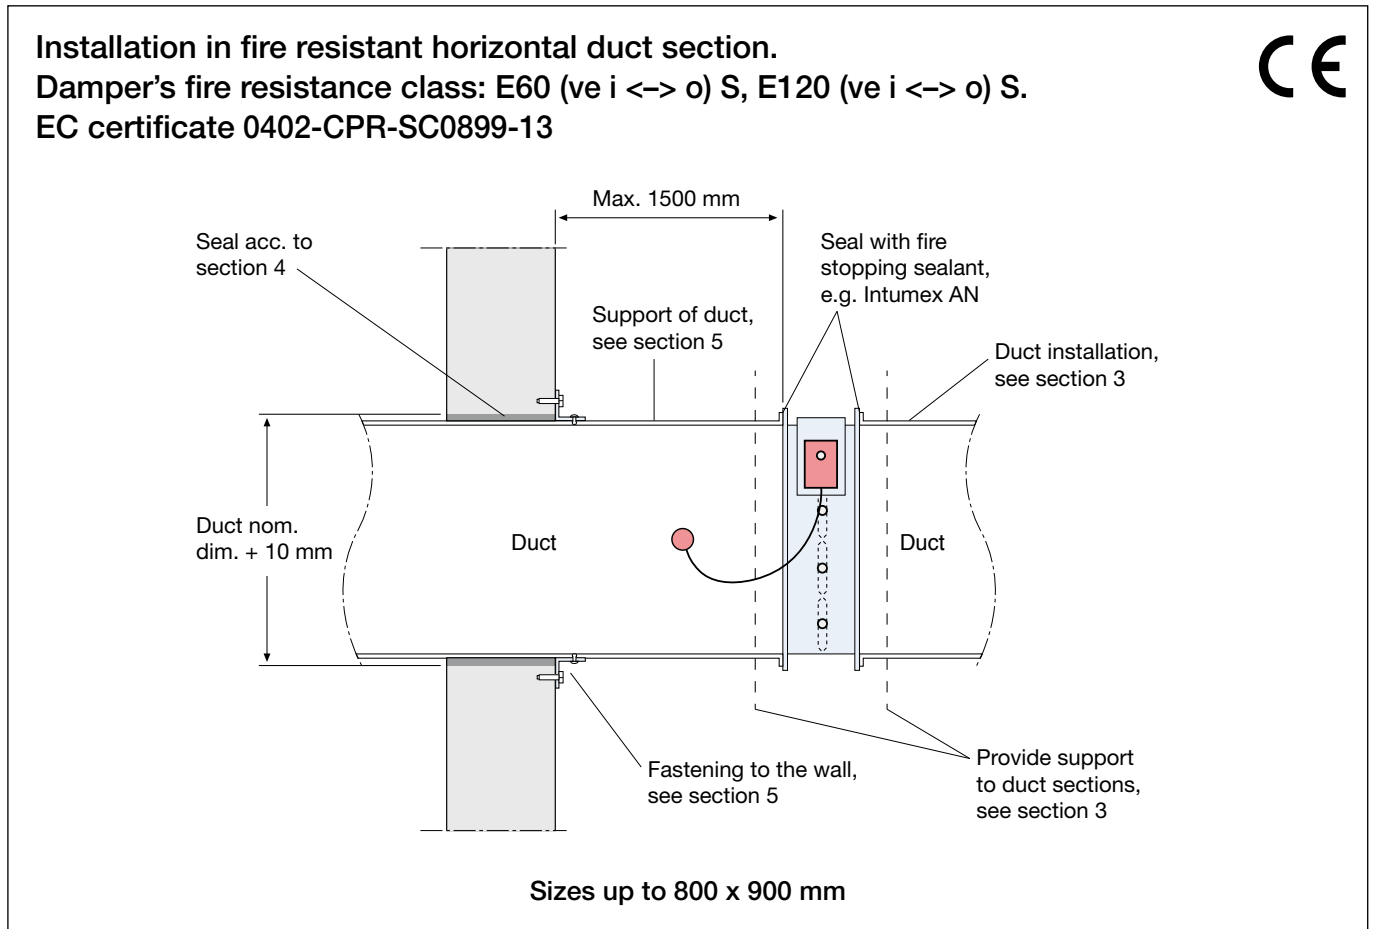 Installation in fire resistant horizontal duct section.
Damper's fire resistance class: E60 (ve i <–> o) S, E120 (ve i <–> o) S.
EC certificate 0402-CPR-SC0899-13
CE
Max. 1500 mm
Seal acc. to
section 4
Seal with fire
stopping sealant,
e.g. Intumex AN
Support of duct,
see section 5
Duct installation,
see section 3
Duct nom.
dim. + 10 mm
Duct
Duct
Fastening to the wall,
see section 5
Provide support
to duct sections,
see section 3
Sizes up to 800 x 900 mm